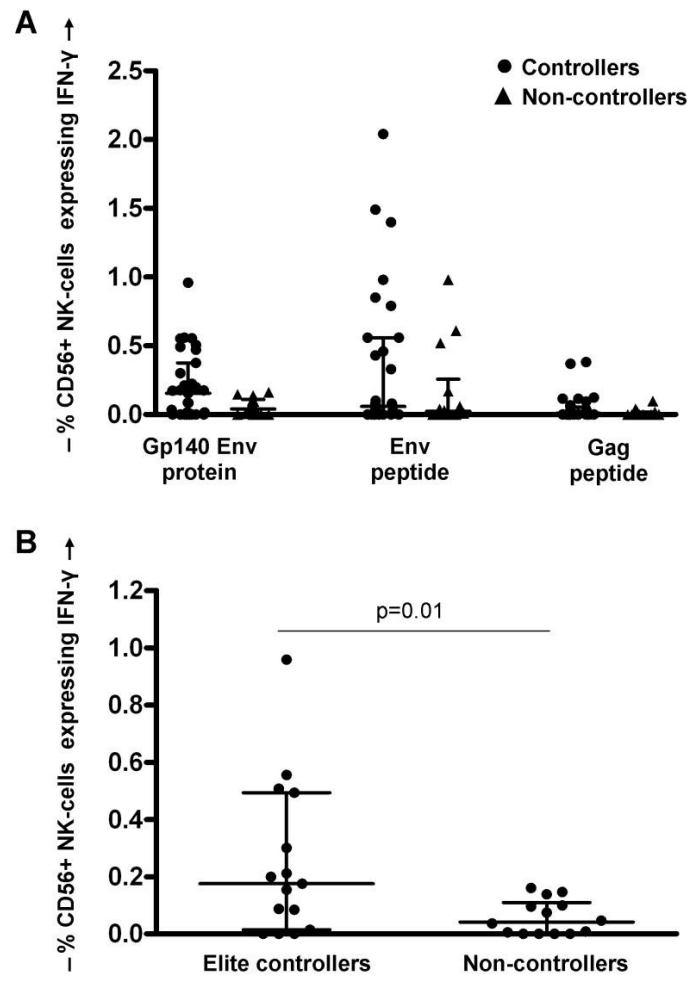 A
– % CD56+ NK-cells expressing IFN-γ →
2.5
2.0
1.5
1.0
0.5
0.0
Controllers
Non-controllers
Gp140 Env
protein
Env
peptide
Gag
peptide
B
– % CD56+ NK-cells expressing IFN-γ →
1.2
1.0
0.8
0.6
0.4
0.2
0.0
p=0.01
Elite controllers
Non-controllers